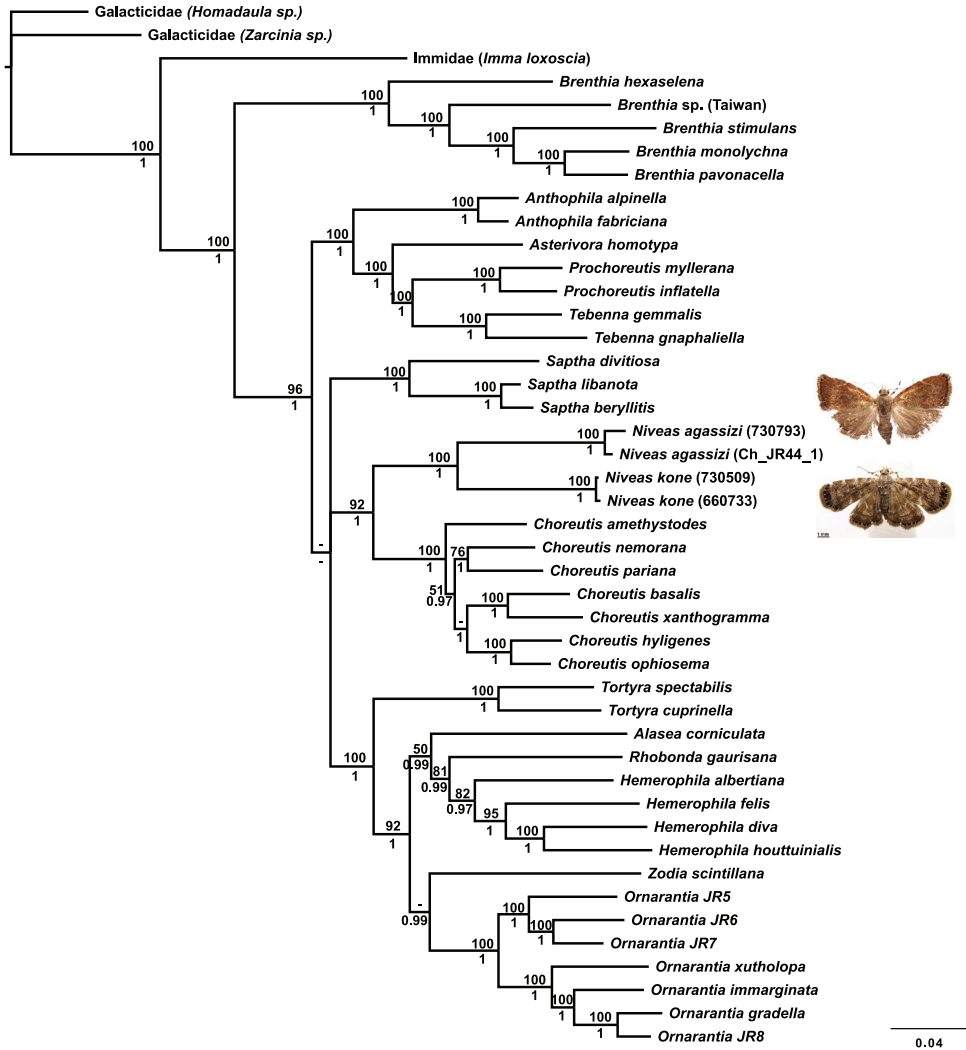 Galacticidae (Homadaula sp.)
Galacticidae (Zarcinia sp.)
Immidae (Imma loxoscia)
Brenthia hexaselena
100
1
Brenthia sp. (Taiwan)
100
1
Brenthia stimulans
100
1
Brenthia monolychna
100
1
Brenthia pavonacella
100
1
Anthophila alpinella
100
1
Anthophila fabriciana
100
1
Asterivora homotypa
100
1
100
1
Prochoreutis myllerana
100
1
Prochoreutis inflatella
100
1
Tebenna gemmalis
100
1
Tebenna gnaphaliella
Saptha divitiosa
100
1
Saptha libanota
100
1
Saptha beryllitis
96
1
Niveas agassizi (730793)
100
1
Niveas agassizi (Ch_JR44_1)
Niveas kone (730509)
100
1
Niveas kone (660733)
92
1
Choreutis amethystodes
100
1
Choreutis nemorana
76
1
Choreutis pariana
-
-
51
0.97
Choreutis basalis
100
1
Choreutis xanthogramma
-
1
Choreutis hyligenes
100
1
Choreutis ophiosema
Tortyra spectabilis
100
1
Tortyra cuprinella
Alasea corniculata
50
0.99
Rhobonda gaurisana
100
1
81
0.99
Hemerophila albertiana
82
0.97
Hemerophila felis
95
1
Hemerophila diva
100
1
Hemerophila houttuinialis
92
1
Zodia scintillana
-
0.99
Ornarantia JR5
100
1
Ornarantia JR6
100
1
Ornarantia JR7
100
1
Ornarantia xutholopa
100
1
Ornarantia immarginata
100
1
Ornarantia gradella
100
1
Ornarantia JR8
1 mm
0.04